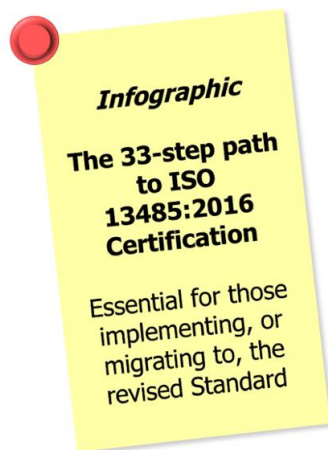 Infographic
The 33-step path
to ISO
13485:2016
Certification
Essential for those
implementing, or
migrating to, the
revised Standard